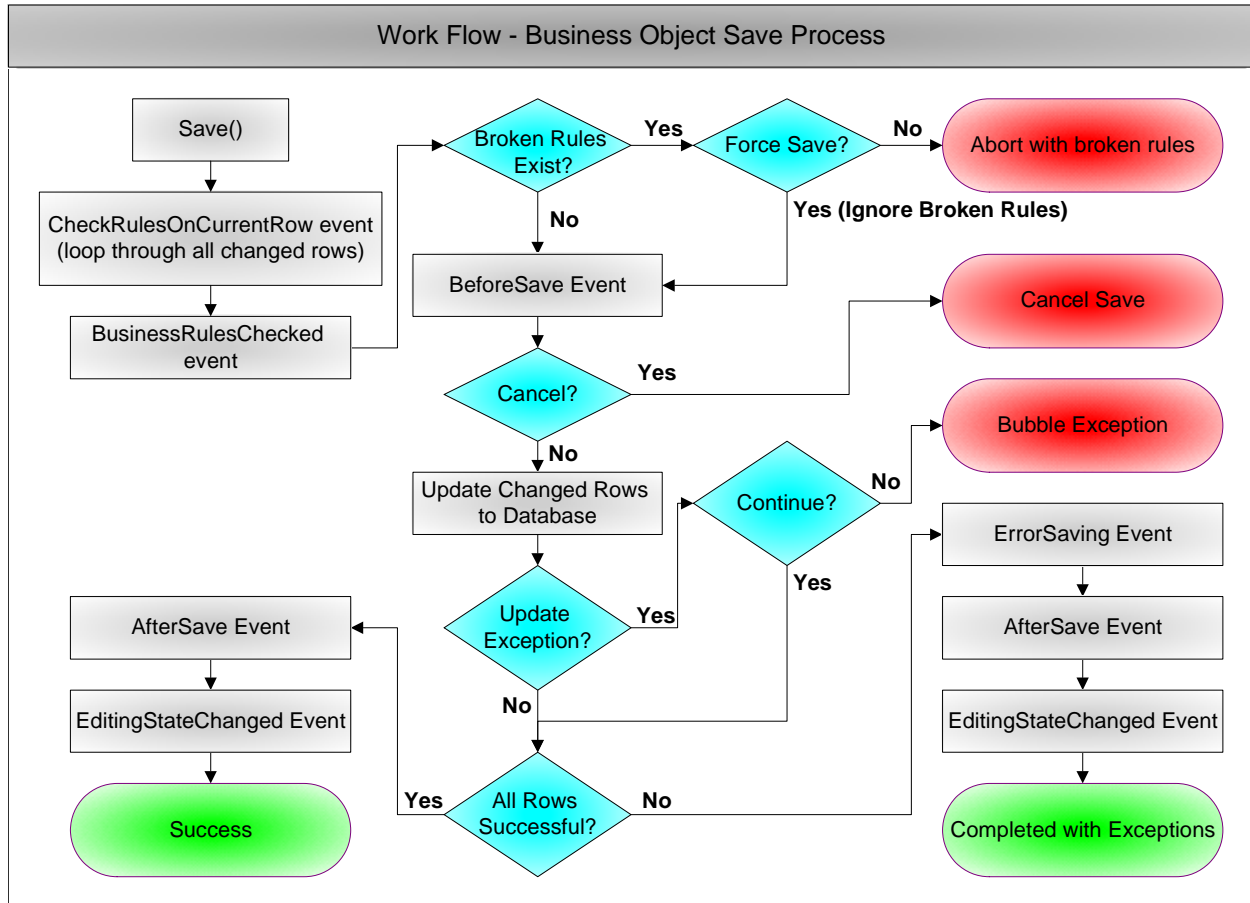 Work Flow - Business Object Save Process
Save()
CheckRulesOnCurrentRow event
(loop through all changed rows)
BusinessRulesChecked
event
Broken Rules
Exist?
Yes
Force Save?
No
Abort with broken rules
No
Yes (Ignore Broken Rules)
BeforeSave Event
Cancel Save
Cancel?
Yes
Bubble Exception
No
Update Changed Rows
to Database
Continue?
No
ErrorSaving Event
Update
Exception?
Yes
Yes
AfterSave Event
AfterSave Event
No
EditingStateChanged Event
EditingStateChanged Event
All Rows
Successful?
Yes
No
Success
Completed with Exceptions